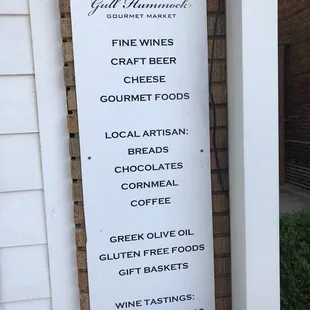 Gull Hummock
GOURMET MARKET
FINE WINES
CRAFT BEER
CHEESE
GOURMET FOODS
LOCAL ARTISAN:
BREADS
CHOCOLATES
CORNMEAL
COFFEE
GREEK OLIVE OIL
GLUTEN FREE FOODS
GIFT BASKETS
WINE TASTINGS: